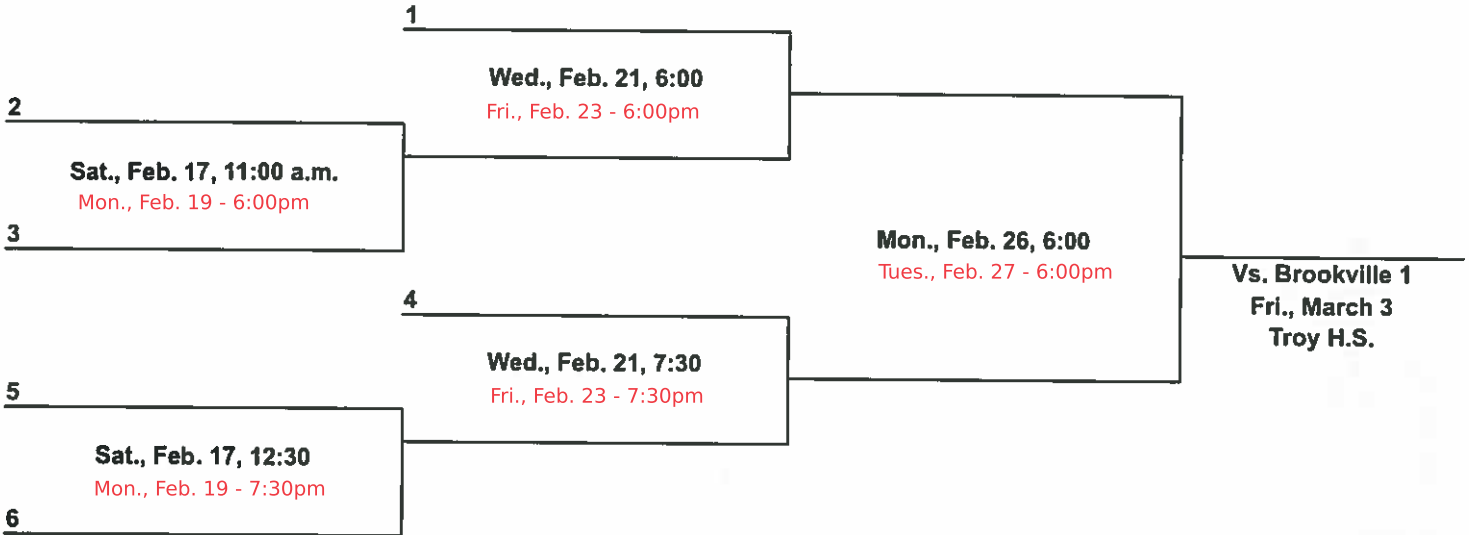 1
Wed., Feb. 21, 6:00
Fri., Feb. 23 - 6:00pm
2
Sat., Feb. 17, 11:00 a.m.
Mon., Feb. 19 - 6:00pm
3
Mon., Feb. 26, 6:00
Tues., Feb. 27 - 6:00pm
Vs. Brookville 1
Fri., March 3
Troy H.S.
4
Wed., Feb. 21, 7:30
Fri., Feb. 23 - 7:30pm
5
Sat., Feb. 17, 12:30
Mon., Feb. 19 - 7:30pm
6